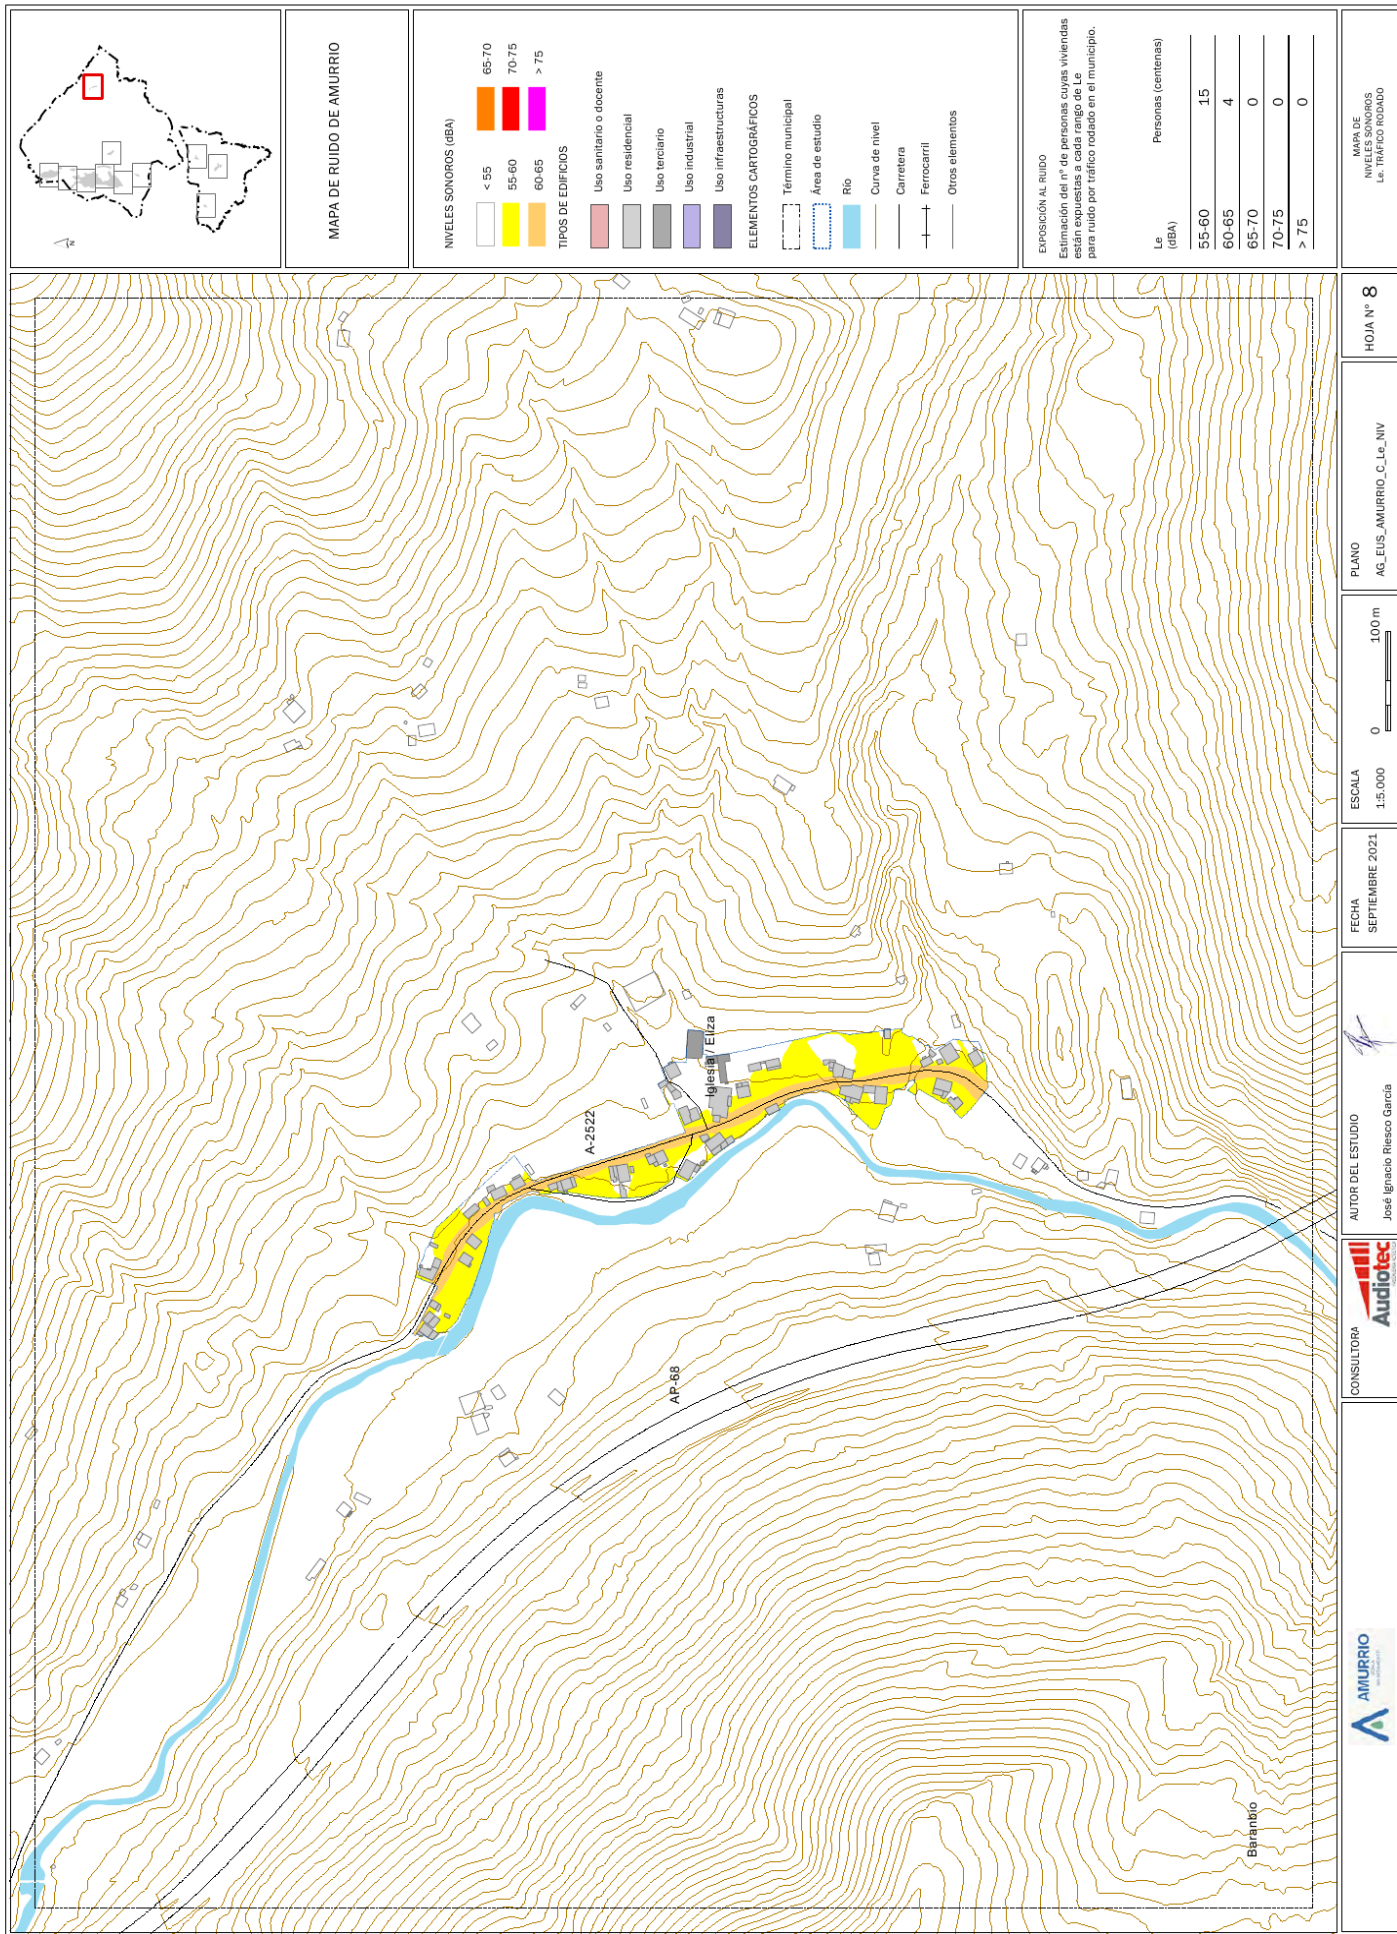 MAPA DE RUIDO DE AMURRIO
NIVELES SONOROS (dBA)
< 55
55-60
60-65
65-70
70-75
> 75
TIPOS DE EDIFICIOS
Uso sanitario o docente
Uso residencial
Uso terciario
Uso industrial
Uso infraestructuras
ELEMENTOS CARTOGRÁFICOS
Término municipal
Área de estudio
Río
Curva de nivel
Carretera
Ferrocarril
Otros elementos
EXPOSICIÓN AL RUIDO
Estimación del nº de personas cuyas viviendas
están expuestas a cada rango de Le
para ruido por tráfico rodado en el municipio.
Le Personas (centenas)
(dBA)
55-60 15
60-65 4
65-70 0
70-75 0
> 75 0
MAPA DE
NIVELES SONOROS
Le. TRÁFICO RODADO
A-2522
Iglesia / Eliza
AP-68
Baranbio
AMURRIO
CONSULTORA
Audiotec
AUTOR DEL ESTUDIO
José Ignacio Riesco García
FECHA
SEPTIEMBRE 2021
ESCALA
1:5.000
0 100 m
PLANO
AG_EUS_AMURRIO_C_Le_NIV
HOJA Nº 8